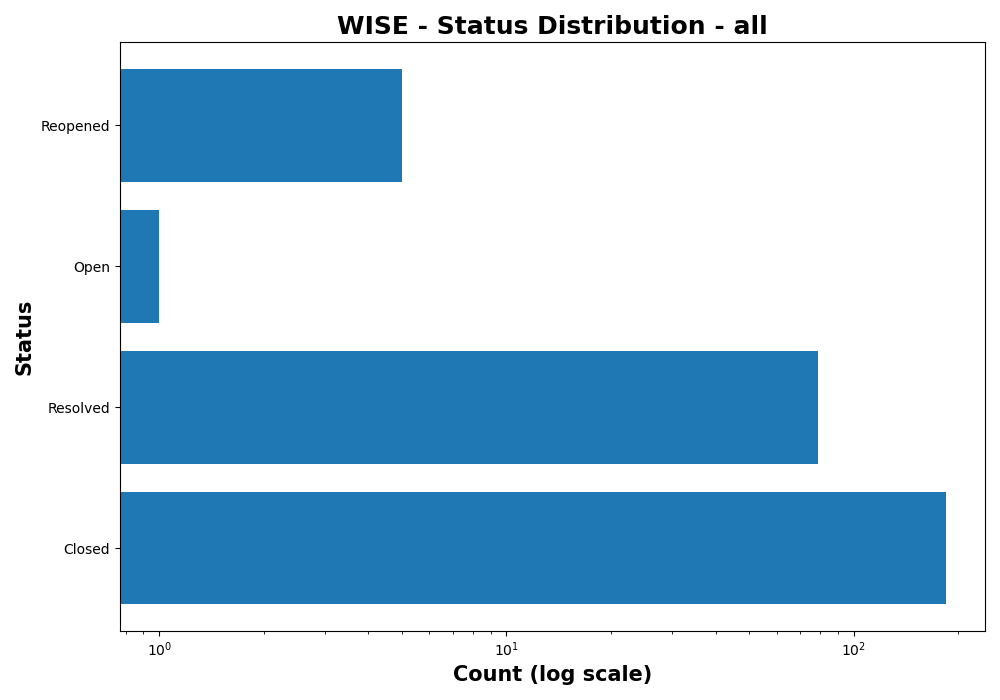 WISE - Status Distribution - all
Status
Reopened
Open
Resolved
Closed
10⁰
10¹
10²
Count (log scale)